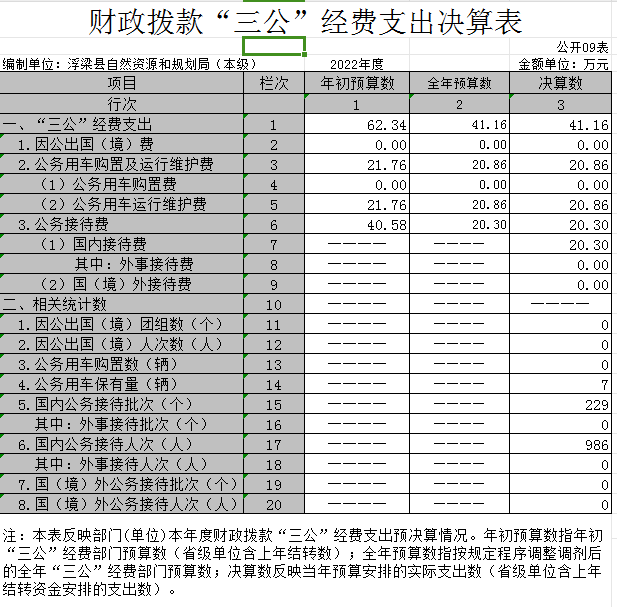 财政拨款“三公”经费支出决算表
公开09表
编制单位：浮梁县自然资源和规划局（本级） 2022年度 金额单位：万元
项目 栏次 年初预算数 全年预算数 决算数
行次 1 2 3
一、“三公”经费支出 1 62.34 41.16 41.16
1.因公出国（境）费 2 0.00 0.00 0.00
2.公务用车购置及运行维护费 3 21.76 20.86 20.86
（1）公务用车购置费 4 0.00 0.00 0.00
（2）公务用车运行维护费 5 21.76 20.86 20.86
3.公务接待费 6 40.58 20.30 20.30
（1）国内接待费 7 ———— ———— 20.30
其中：外事接待费 8 ———— ———— 0.00
（2）国（境）外接待费 9 ———— ———— 0.00
二、相关统计数 10 ———— ———— ————
1.因公出国（境）团组数（个） 11 ———— ———— 0
2.因公出国（境）人次数（人） 12 ———— ———— 0
3.公务用车购置数（辆） 13 ———— ———— 0
4.公务用车保有量（辆） 14 ———— ———— 7
5.国内公务接待批次（个） 15 ———— ———— 229
其中：外事接待批次（个） 16 ———— ———— 0
6.国内公务接待人次（人） 17 ———— ———— 986
其中：外事接待人次（人） 18 ———— ———— 0
7.国（境）外公务接待批次（个） 19 ———— ———— 0
8.国（境）外公务接待人次（人） 20 ———— ———— 0
注：本表反映部门(单位)本年度财政拨款“三公”经费支出预决算情况。年初预算数指年初
“三公”经费部门预算数（省级单位含上年结转数）；全年预算数指按规定程序调整调剂后
的全年“三公”经费部门预算数；决算数反映当年预算安排的实际支出数（省级单位含上年
结转资金安排的支出数）。